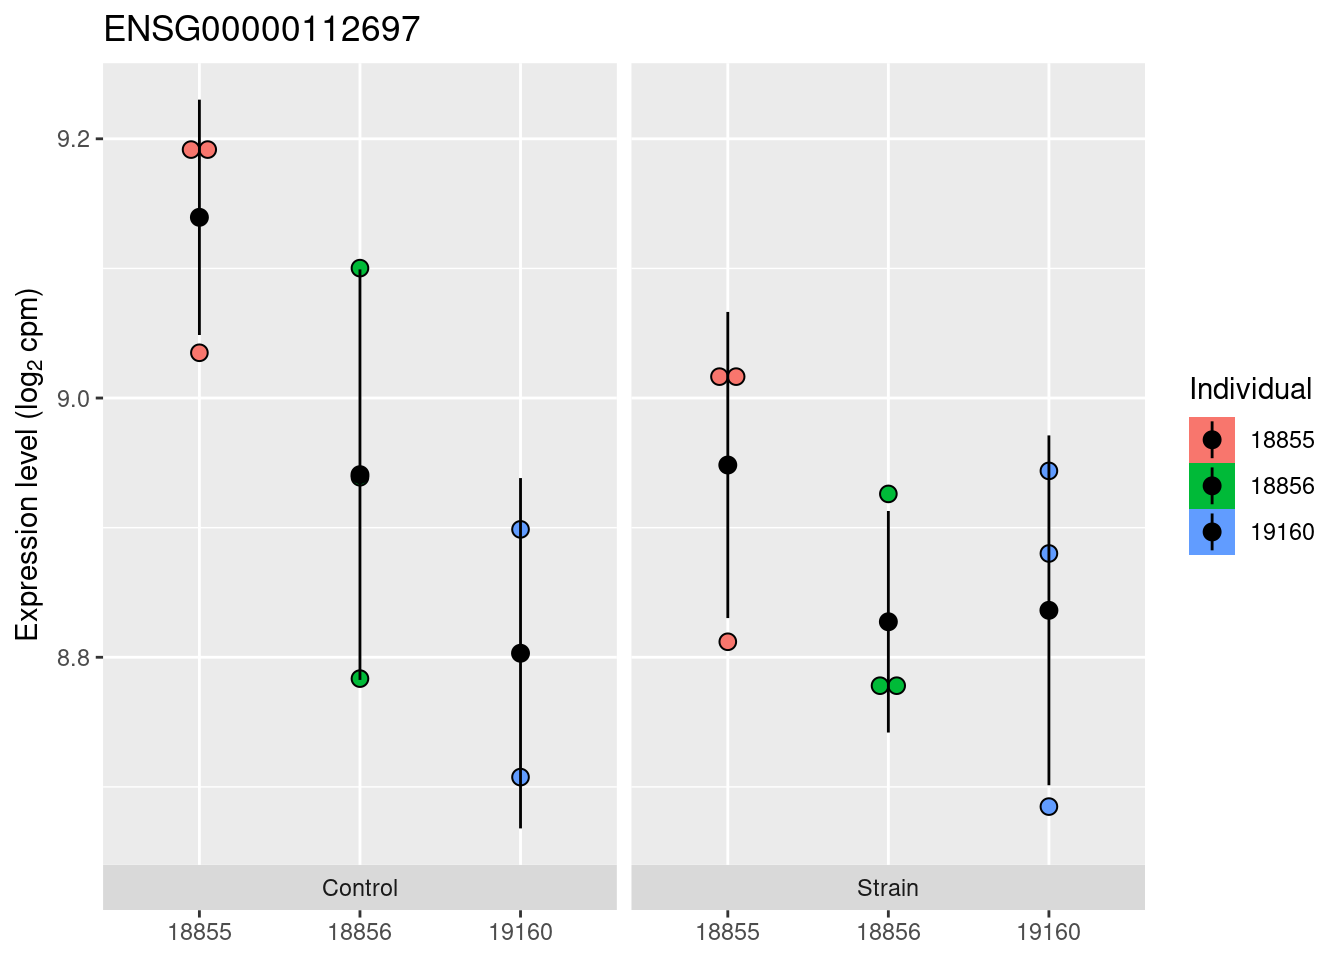 ENSG00000112697
Expression level (log₂ cpm)
9.2
9.0
8.8
Control
Strain
18855
18856
19160
18855
18856
19160
Individual
18855
18856
19160